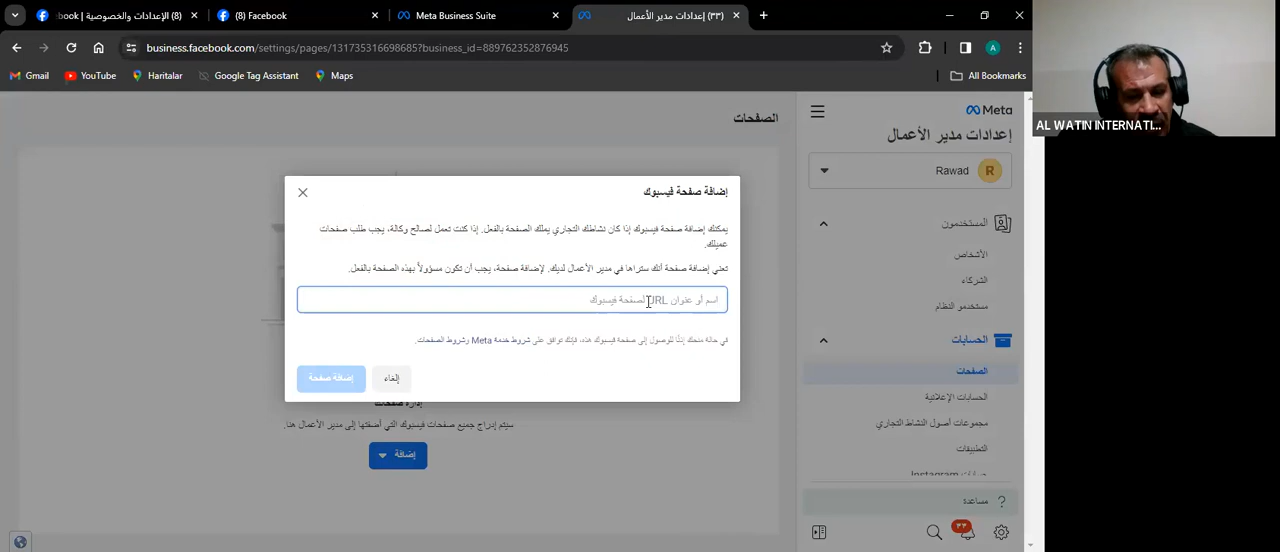 (8) الإعدادات والخصوصية | ebook
(8) Facebook
Meta Business Suite
(٣٣) إعدادات مدير الأعمال
business.facebook.com/settings/pages/131735316698685?business_id=889762352876945
A
Gmail
YouTube
Haritalar
Google Tag Assistant
Maps
All Bookmarks
AL WATIN INTERNATI...
Meta
إعدادات مدير الأعمال
Rawad
R
المستخدمون
الأشخاص
الشركاء
مستخدمو النظام
الحسابات
الصفحات
الحسابات الإعلانية
مجموعات أصول النشاط التجاري
التطبيقات
حسابات Instagram
مساعدة
٣٣
الصفحات
إضافة صفحة فيسبوك
يمكنك إضافة صفحة فيسبوك إذا كان نشاطك التجاري يملك الصفحة بالفعل. إذا كنت تعمل لصالح وكالة، يجب طلب صفحات
عميلك.
تعني إضافة صفحة أنك ستراها في مدير الأعمال لديك. لإضافة صفحة، يجب أن تكون مسؤولاً بهذه الصفحة بالفعل.
اسم أو عنوان URL لصفحة فيسبوك
في حالة منحك إذنًا للوصول إلى صفحة فيسبوك هذه، فإنك توافق على شروط خدمة Meta وشروط الصفحات.
إلغاء
إضافة صفحة
إدارة صفحات
سيتم إدراج جميع صفحات فيسبوك التي أضفتها إلى مدير الأعمال هنا.
إضافة